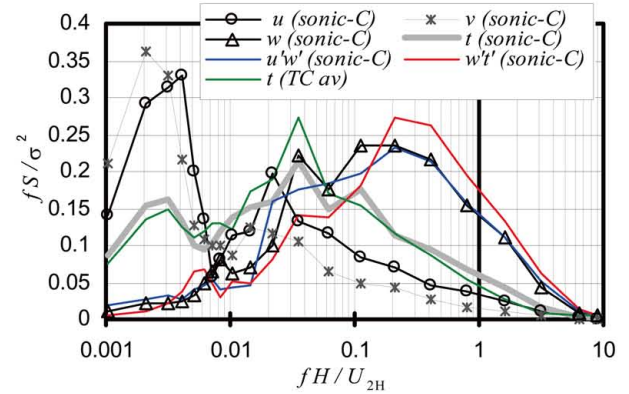 u (sonic-C) v (sonic-C)
w (sonic-C) t (sonic-C)
u'w' (sonic-C) w't' (sonic-C)
t (TC av)
0.4
0.35
0.3
0.25
0.2
0.15
0.1
0.05
0
fS/σ²
0.001 0.01 0.1 1 10
fH/U₂H